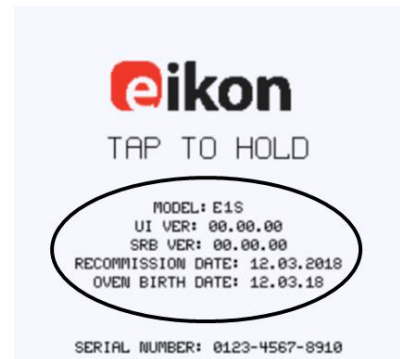 eikon
TAP TO HOLD
MODEL: E1S
UI VER: 00.00.00
SRB VER: 00.00.00
RECOMMISSION DATE: 12.03.2018
OVEN BIRTH DATE: 12.03.18
SERIAL NUMBER: 0123-4567-8910